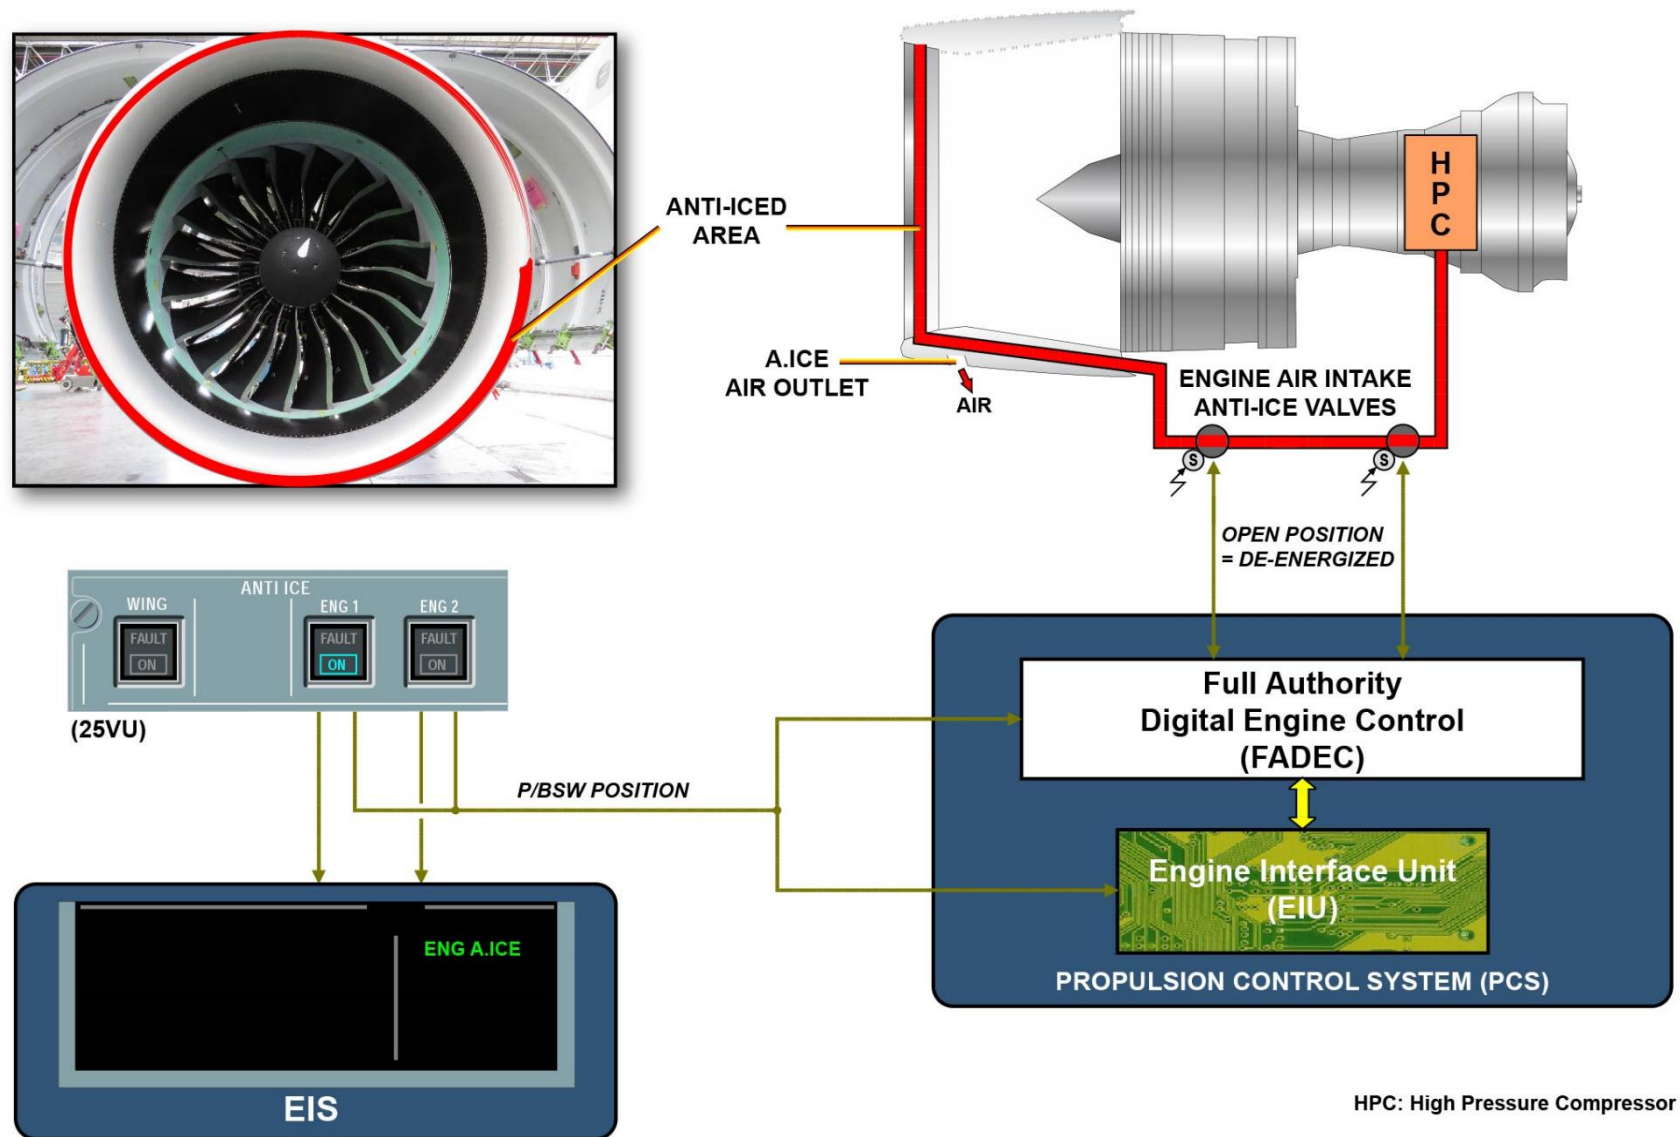 ANTI-ICED
AREA
H
P
C
A.ICE
AIR OUTLET
AIR
ENGINE AIR INTAKE
ANTI-ICE VALVES
S
S
OPEN POSITION
= DE-ENERGIZED
ANTI ICE
WING
ENG 1
ENG 2
FAULT
ON
FAULT
ON
FAULT
ON
(25VU)
P/BSW POSITION
Full Authority
Digital Engine Control
(FADEC)
Engine Interface Unit
(EIU)
PROPULSION CONTROL SYSTEM (PCS)
ENG A.ICE
EIS
HPC: High Pressure Compressor